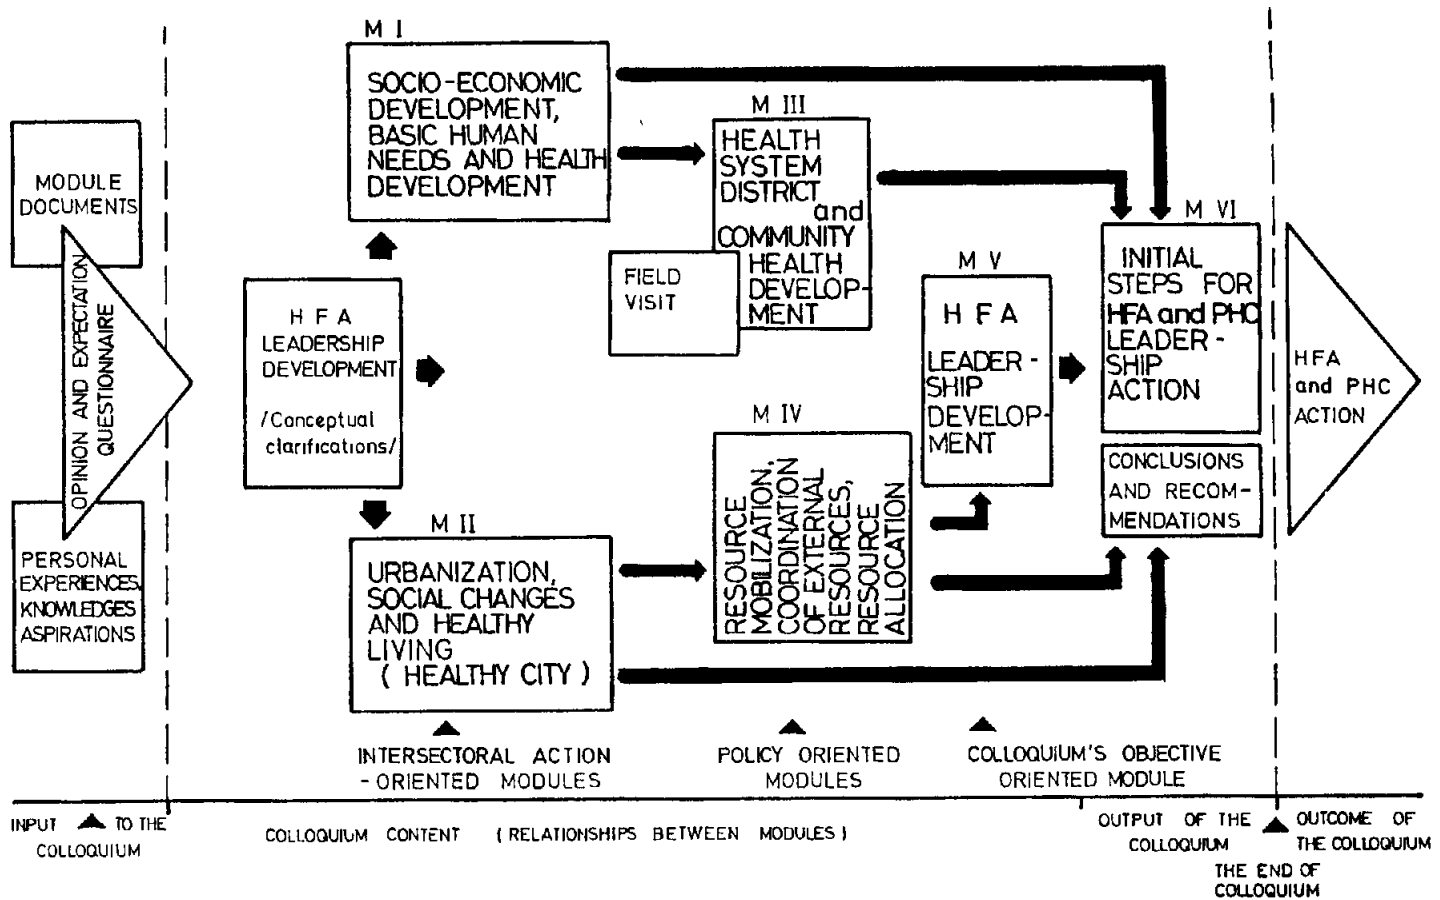 MODULE
DOCUMENTS
OPINION AND EXPECTATION
QUESTIONNAIRE
PERSONAL
EXPERIENCES,
KNOWLEDGES
ASPIRATIONS
H F A
LEADERSHIP
DEVELOPMENT
/Conceptual
clarifications/
M I
SOCIO-ECONOMIC
DEVELOPMENT,
BASIC HUMAN
NEEDS AND HEALTH
DEVELOPMENT
M II
URBANIZATION,
SOCIAL CHANGES
AND HEALTHY
LIVING
( HEALTHY CITY )
M III
HEALTH
SYSTEM
DISTRICT
and
COMMUNITY
HEALTH
DEVELOP-
MENT
FIELD
VISIT
M IV
RESOURCE
MOBILIZATION,
COORDINATION
OF EXTERNAL
RESOURCES,
RESOURCE
ALLOCATION
M V
H F A
LEADER-
SHIP
DEVELOP-
MENT
M VI
INITIAL
STEPS FOR
HFA and PHC
LEADER-
SHIP
ACTION
CONCLUSIONS
AND RECOM-
MENDATIONS
HFA
and PHC
ACTION
INTERSECTORAL ACTION
- ORIENTED MODULES
POLICY ORIENTED
MODULES
COLLOQUIUM'S OBJECTIVE
ORIENTED MODULE
INPUT TO THE
COLLOQUIUM
COLLOQUIUM CONTENT ( RELATIONSHIPS BETWEEN MODULES )
OUTPUT OF THE
COLLOQUIUM
THE END OF
COLLOQUIUM
OUTCOME OF
THE COLLOQUIUM